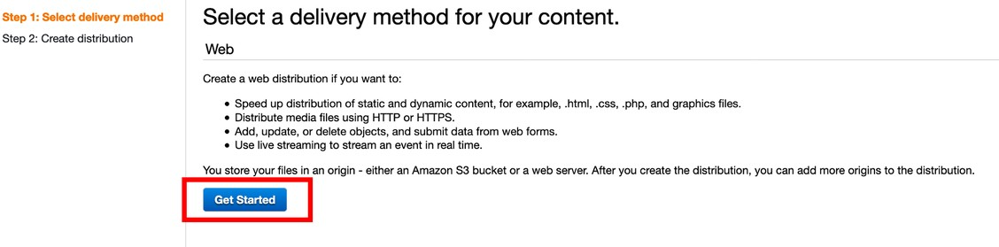 Step 1: Select delivery method
Step 2: Create distribution
Select a delivery method for your content.
Web
Create a web distribution if you want to:
• Speed up distribution of static and dynamic content, for example, .html, .css, .php, and graphics files.
• Distribute media files using HTTP or HTTPS.
• Add, update, or delete objects, and submit data from web forms.
• Use live streaming to stream an event in real time.
You store your files in an origin - either an Amazon S3 bucket or a web server. After you create the distribution, you can add more origins to the distribution.
Get Started